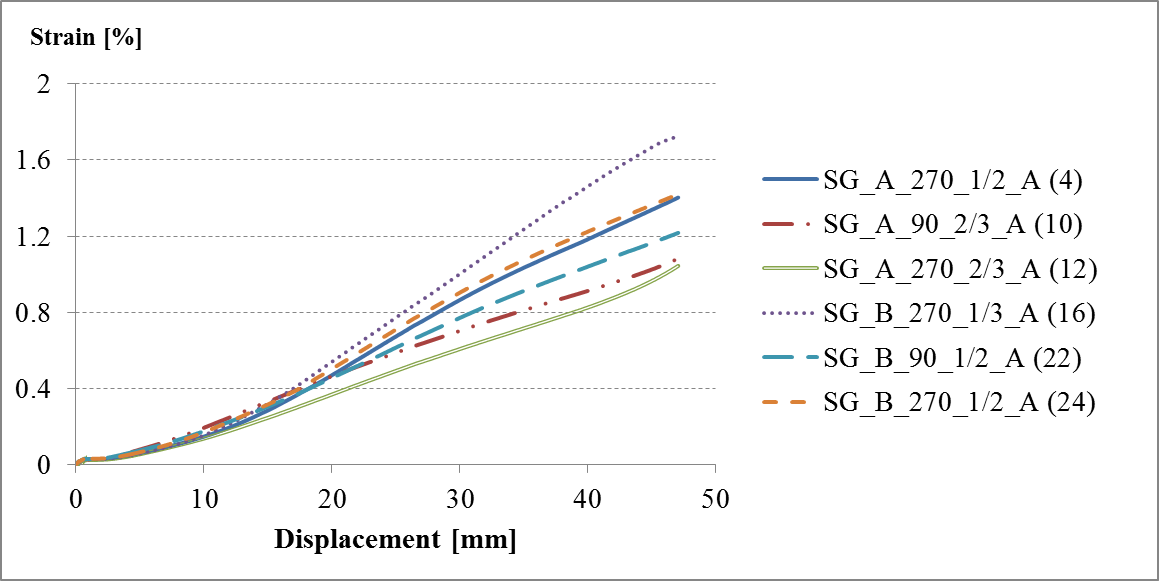 Strain [%]
2
1.6
1.2
0.8
0.4
0
0 10 20 30 40 50
Displacement [mm]
SG_A_270_1/2_A (4)
SG_A_90_2/3_A (10)
SG_A_270_2/3_A (12)
SG_B_270_1/3_A (16)
SG_B_90_1/2_A (22)
SG_B_270_1/2_A (24)